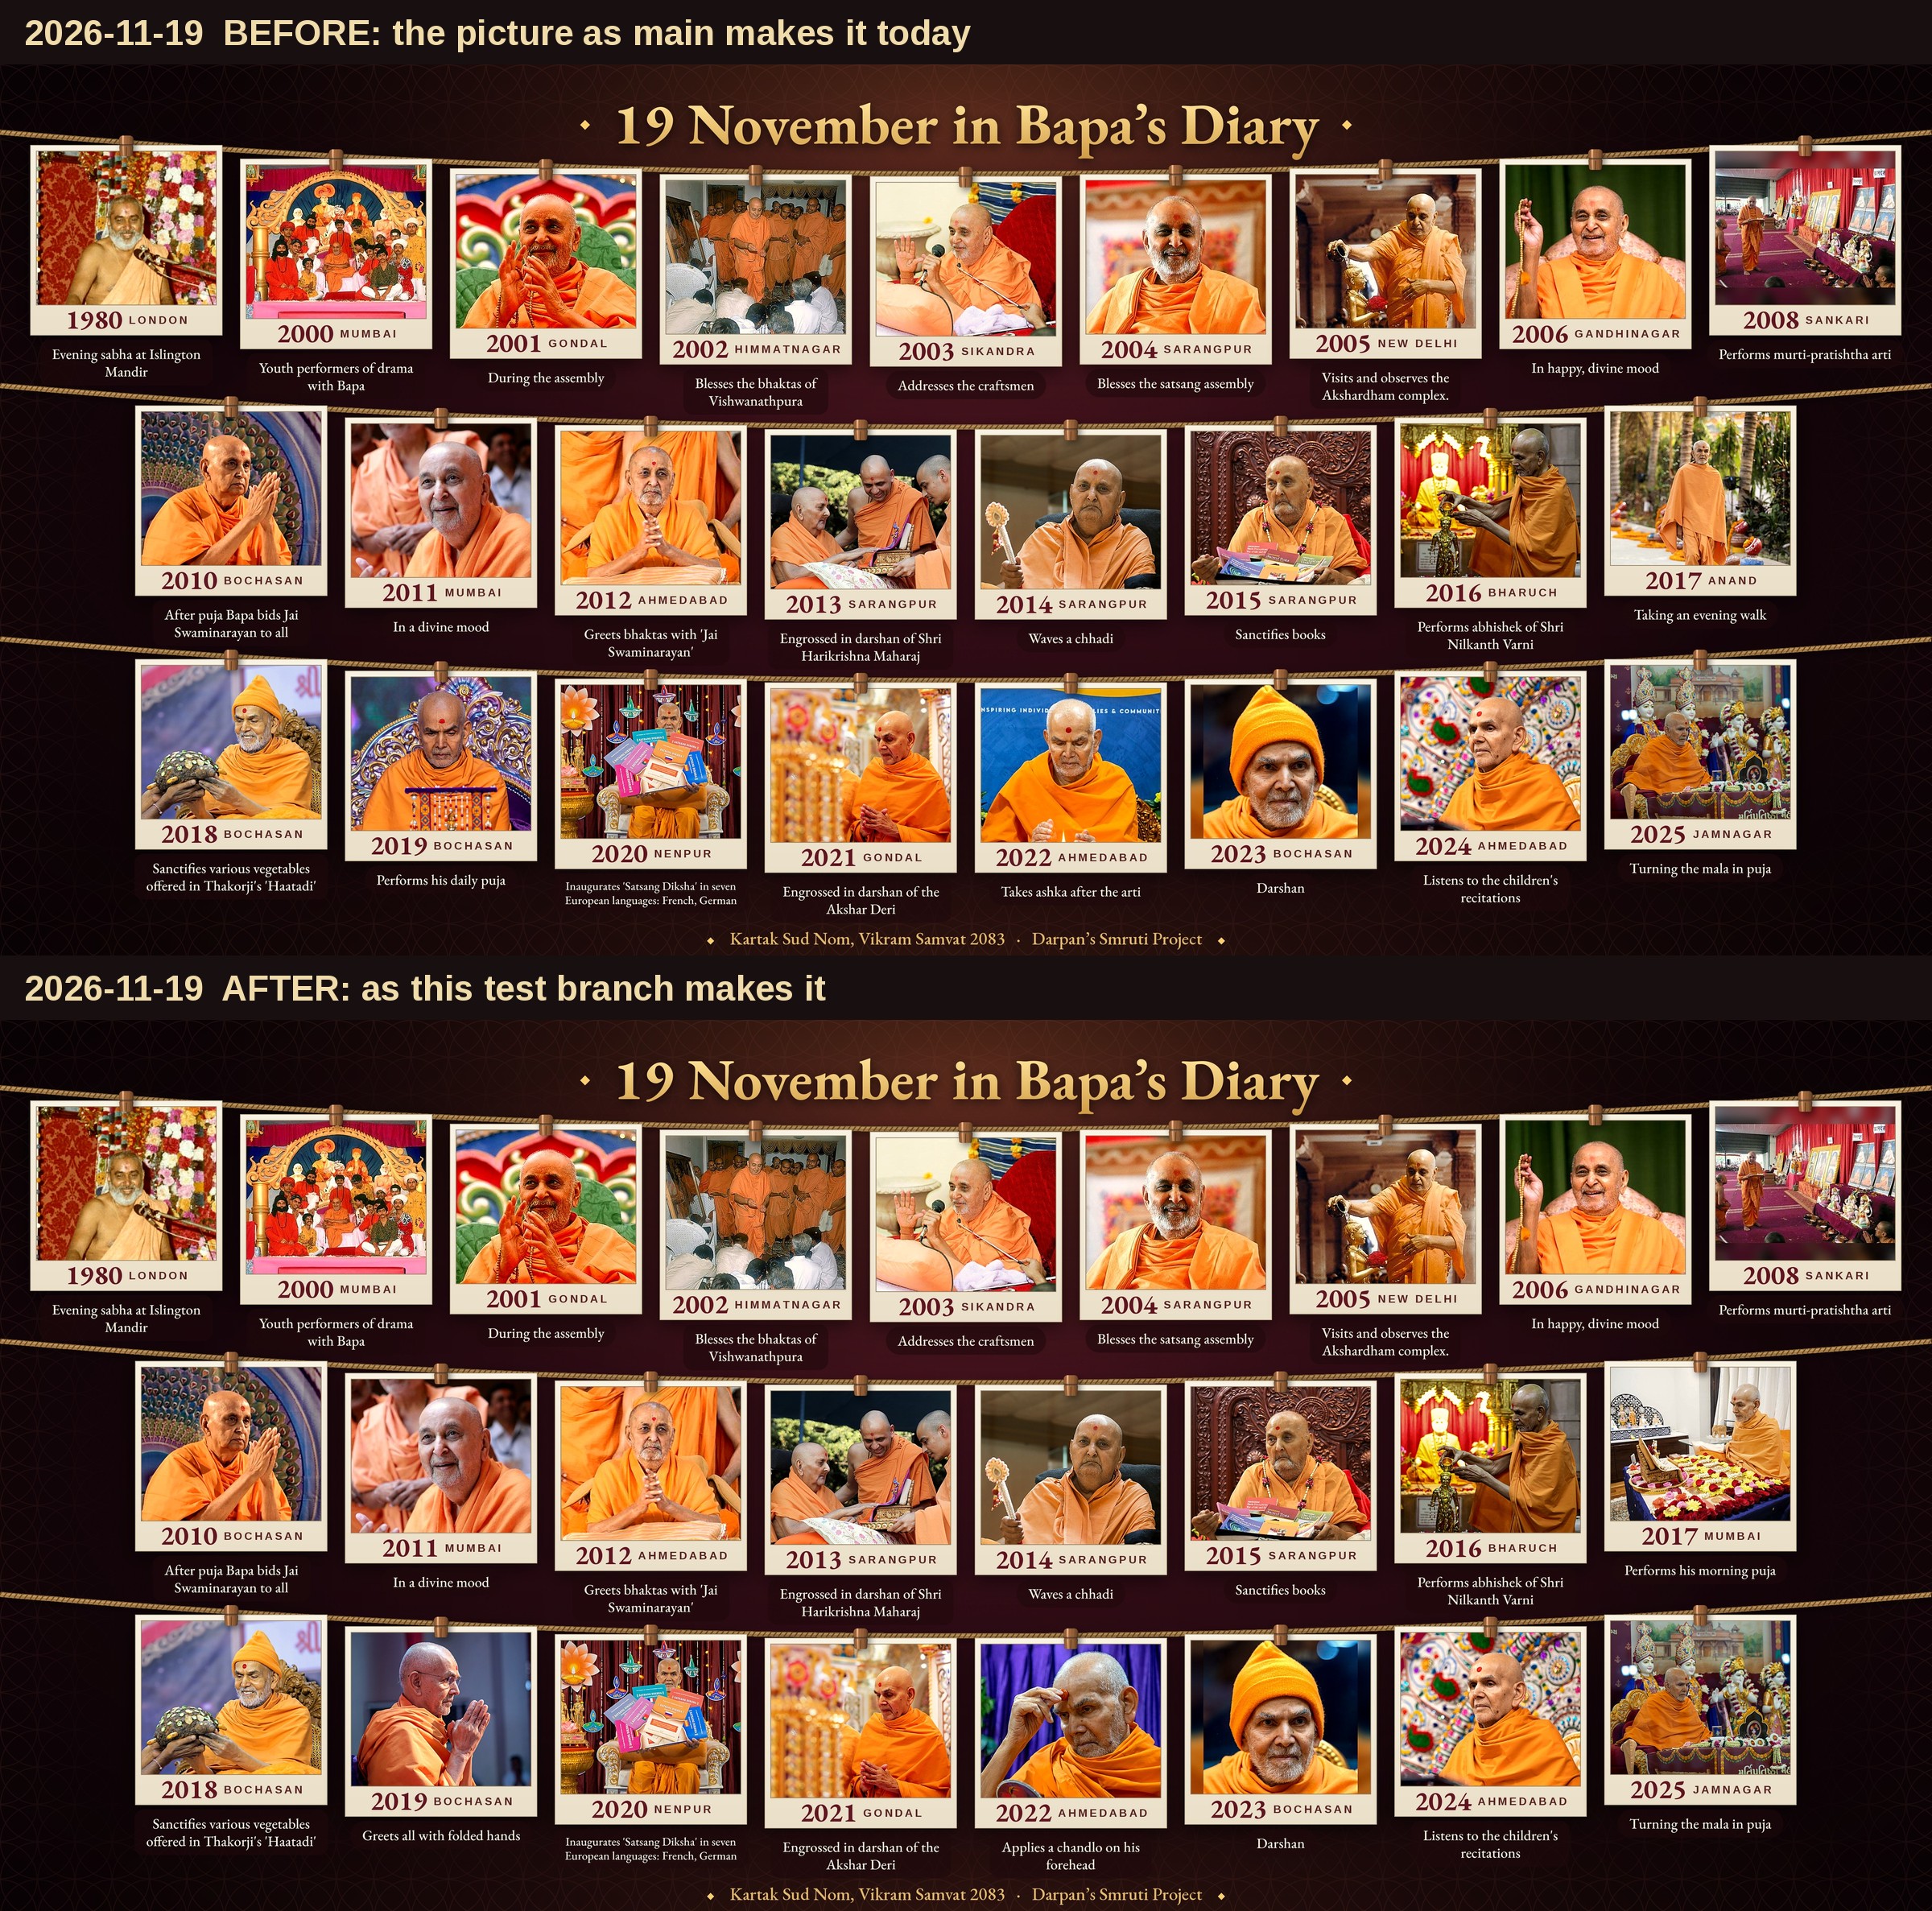 2026-11-19 BEFORE: the picture as main makes it today
19 November in Bapa’s Diary
1980 LONDON
Evening sabha at Islington
Mandir
2000 MUMBAI
Youth performers of drama
with Bapa
2001 GONDAL
During the assembly
2002 HIMMATNAGAR
Blesses the bhaktas of
Vishwanathpura
2003 SIKANDRA
Addresses the craftsmen
2004 SARANGPUR
Blesses the satsang assembly
2005 NEW DELHI
Visits and observes the
Akshardham complex.
2006 GANDHINAGAR
In happy, divine mood
2008 SANKARI
Performs murti-pratishtha arti
2010 BOCHASAN
After puja Bapa bids Jai
Swaminarayan to all
2011 MUMBAI
In a divine mood
2012 AHMEDABAD
Greets bhaktas with 'Jai
Swaminarayan'
2013 SARANGPUR
Engrossed in darshan of Shri
Harikrishna Maharaj
2014 SARANGPUR
Waves a chhadi
2015 SARANGPUR
Sanctifies books
2016 BHARUCH
Performs abhishek of Shri
Nilkanth Varni
2017 ANAND
Taking an evening walk
श्री
2018 BOCHASAN
Sanctifies various vegetables
offered in Thakorji's 'Haatadi'
2019 BOCHASAN
Performs his daily puja
2020 NENPUR
Inaugurates 'Satsang Diksha' in seven
European languages: French, German
2021 GONDAL
Engrossed in darshan of the
Akshar Deri
2022 AHMEDABAD
Takes ashka after the arti
2023 BOCHASAN
Darshan
2024 AHMEDABAD
Listens to the children's
recitations
2025 JAMNAGAR
Turning the mala in puja
Kartak Sud Nom, Vikram Samvat 2083 · Darpan’s Smruti Project
2026-11-19 AFTER: as this test branch makes it
19 November in Bapa’s Diary
1980 LONDON
Evening sabha at Islington
Mandir
2000 MUMBAI
Youth performers of drama
with Bapa
2001 GONDAL
During the assembly
2002 HIMMATNAGAR
Blesses the bhaktas of
Vishwanathpura
2003 SIKANDRA
Addresses the craftsmen
2004 SARANGPUR
Blesses the satsang assembly
2005 NEW DELHI
Visits and observes the
Akshardham complex.
2006 GANDHINAGAR
In happy, divine mood
2008 SANKARI
Performs murti-pratishtha arti
2010 BOCHASAN
After puja Bapa bids Jai
Swaminarayan to all
2011 MUMBAI
In a divine mood
2012 AHMEDABAD
Greets bhaktas with 'Jai
Swaminarayan'
2013 SARANGPUR
Engrossed in darshan of Shri
Harikrishna Maharaj
2014 SARANGPUR
Waves a chhadi
2015 SARANGPUR
Sanctifies books
2016 BHARUCH
Performs abhishek of Shri
Nilkanth Varni
2017 MUMBAI
Performs his morning puja
श्री
2018 BOCHASAN
Sanctifies various vegetables
offered in Thakorji's 'Haatadi'
2019 BOCHASAN
Greets all with folded hands
2020 NENPUR
Inaugurates 'Satsang Diksha' in seven
European languages: French, German
2021 GONDAL
Engrossed in darshan of the
Akshar Deri
2022 AHMEDABAD
Applies a chandlo on his
forehead
2023 BOCHASAN
Darshan
2024 AHMEDABAD
Listens to the children's
recitations
2025 JAMNAGAR
Turning the mala in puja
Kartak Sud Nom, Vikram Samvat 2083 · Darpan’s Smruti Project